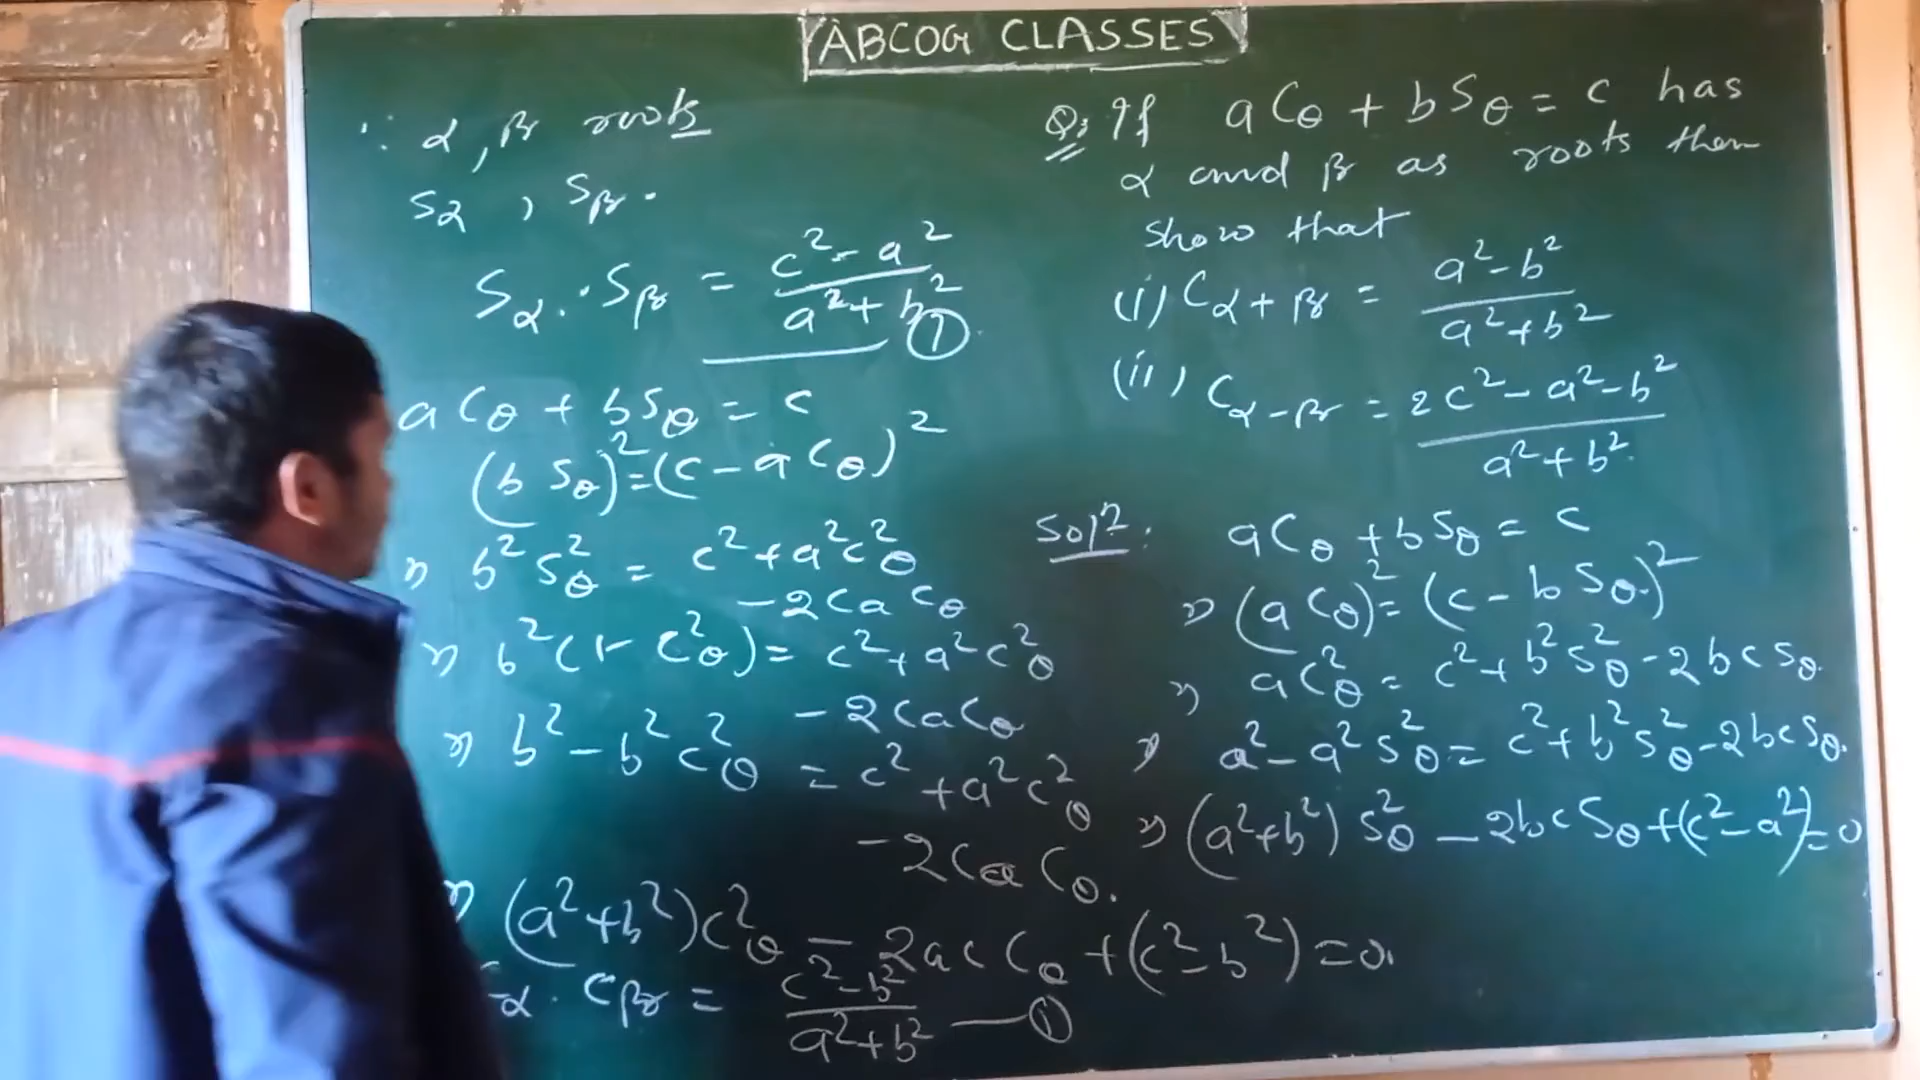 ABCOG CLASSES
Q: If aCθ + bSθ = c has
α and β as roots then
show that
(i) Cα+β = a²-b² / a²+b²
(ii) Cα-β = 2c²-a²-b² / a²+b²
Solⁿ: aCθ + bSθ = c
⇒ (aCθ)² = (c - bSθ)²
⇒ aC²θ = c² + b²S²θ - 2bcSθ
⇒ a² - a²S²θ = c² + b²S²θ - 2bcSθ.
⇒ (a²+b²) S²θ - 2bcSθ + (c²-a²) = 0
∵ α, β roots
Sα, Sβ.
Sα · Sβ = c²-a² / a²+b² ①
aCθ + bSθ = c
(bSθ)² = (c - aCθ)²
⇒ b²S²θ = c² + a²C²θ
- 2caCθ
⇒ b²(1 - C²θ) = c² + a²C²θ
- 2caCθ
⇒ b² - b²C²θ = c² + a²C²θ
- 2caCθ.
⇒ (a²+b²)C²θ - 2acCθ + (c²-b²) = 0.
α · Cβ = c²-b² / a²+b² — ①